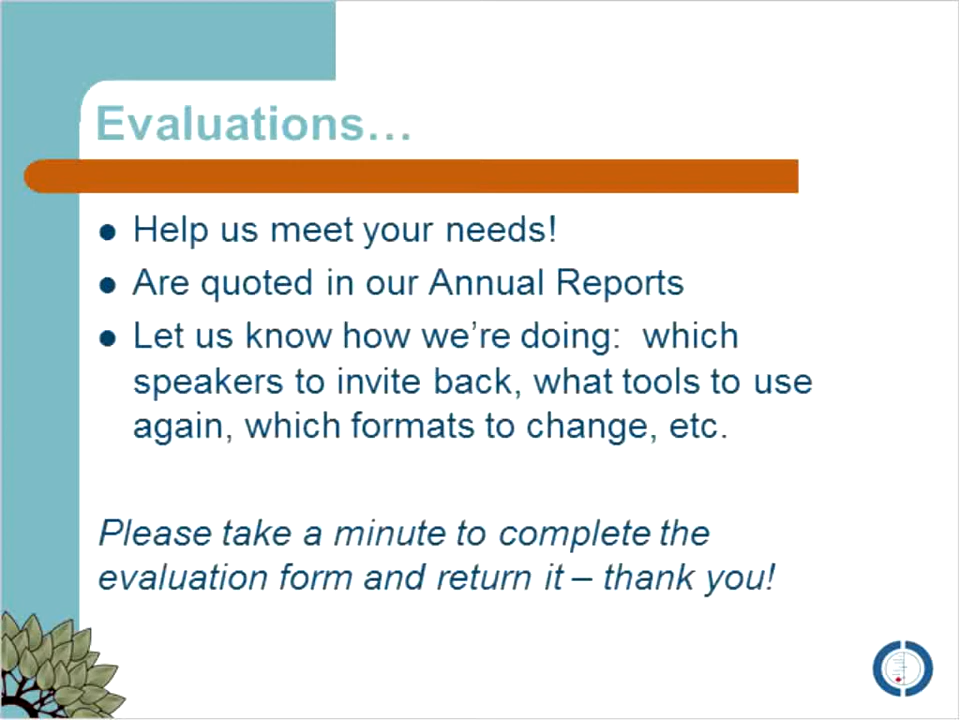 Evaluations…
Help us meet your needs!
Are quoted in our Annual Reports
Let us know how we’re doing:  which
speakers to invite back, what tools to use
again, which formats to change, etc.
Please take a minute to complete the
evaluation form and return it – thank you!